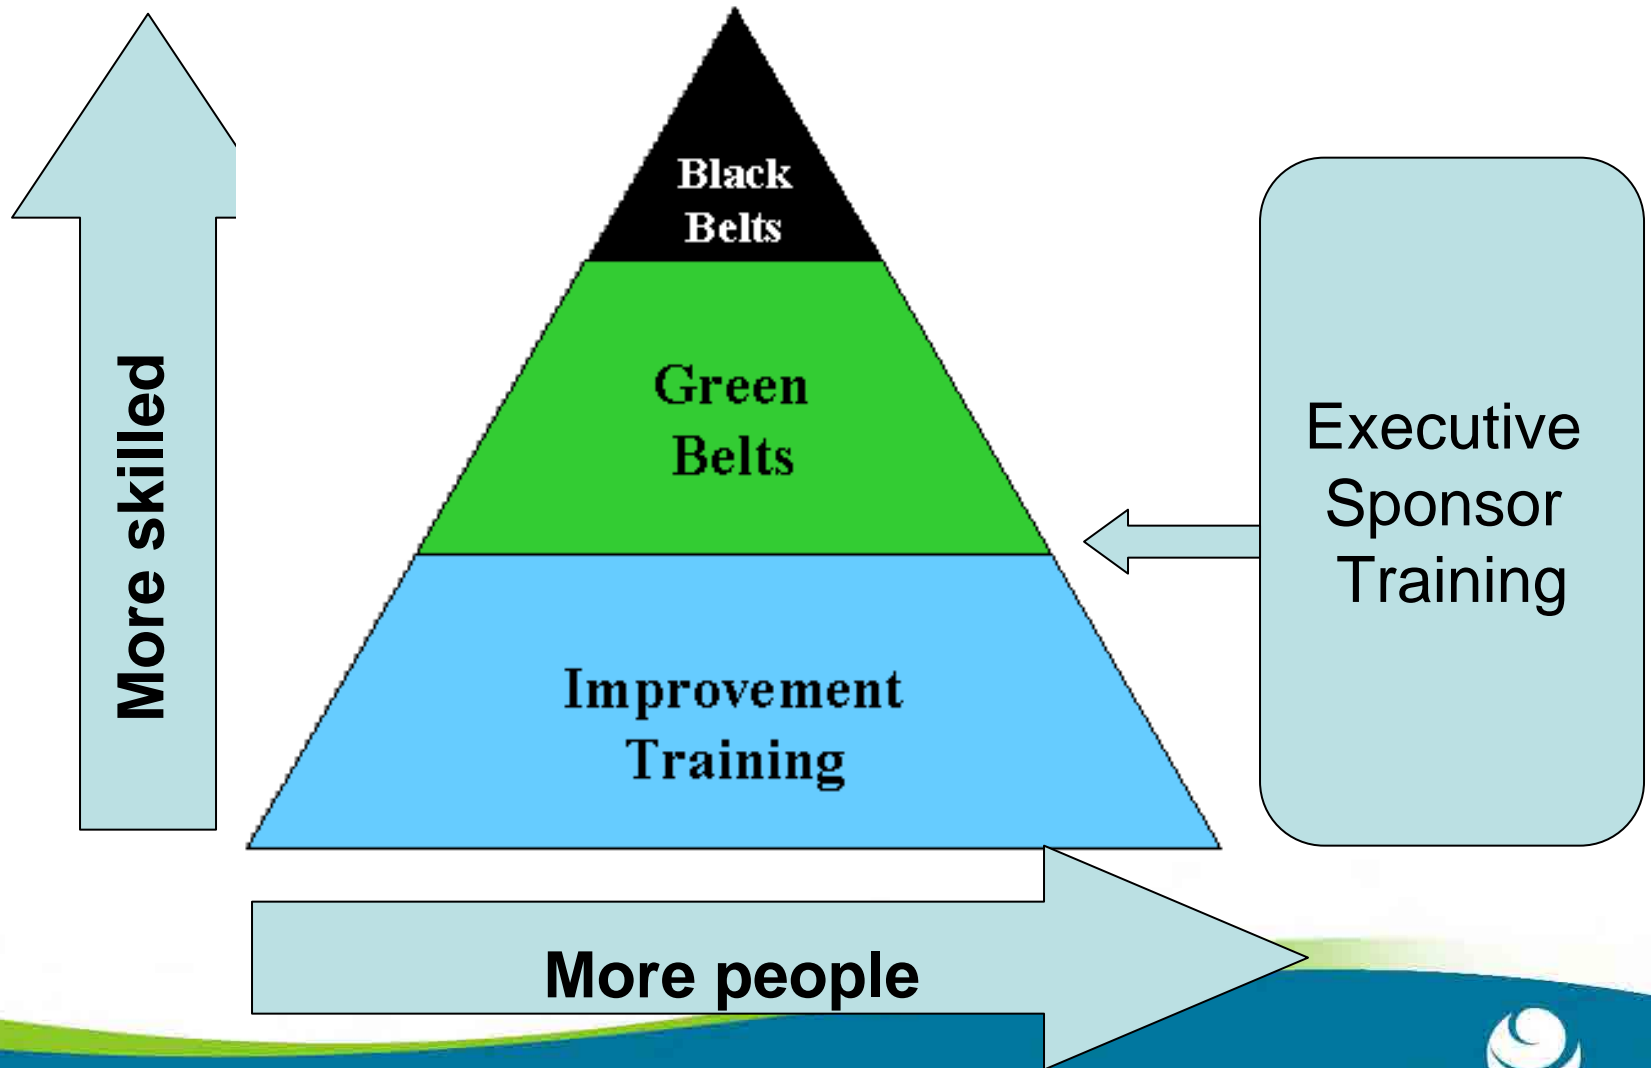 Black
Belts
Green
Belts
Improvement
Training
More skilled
Executive
Sponsor
Training
More people